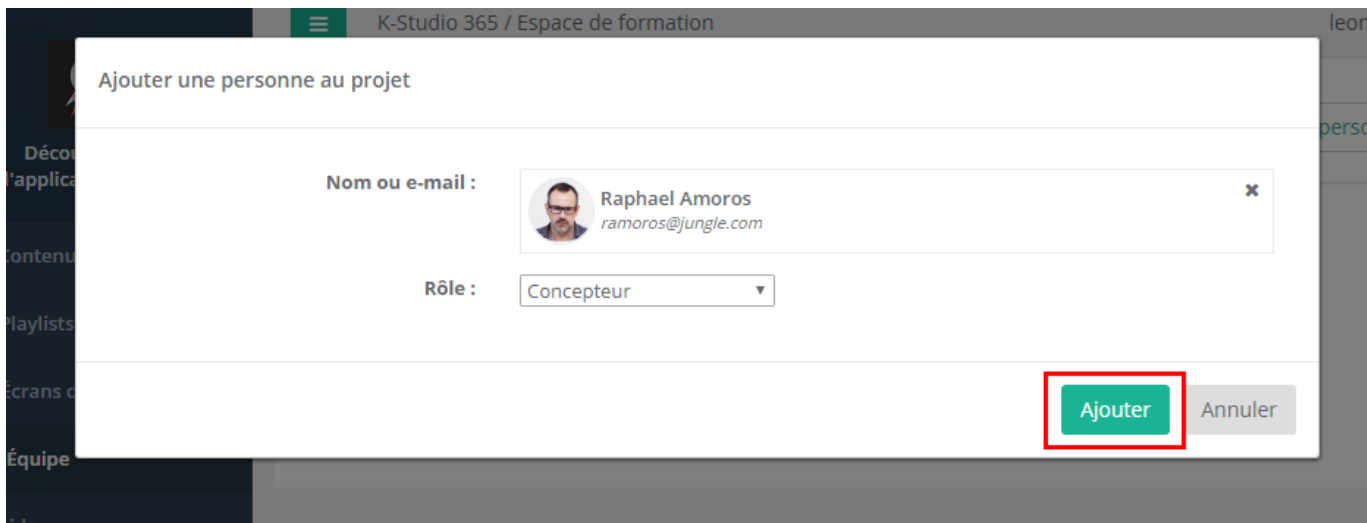 K-Studio 365 / Espace de formation
Ajouter une personne au projet
Nom ou e-mail :
Raphael Amoros
ramoros@jungle.com
Rôle :
Concepteur
Ajouter
Annuler
Playlists
Équipe